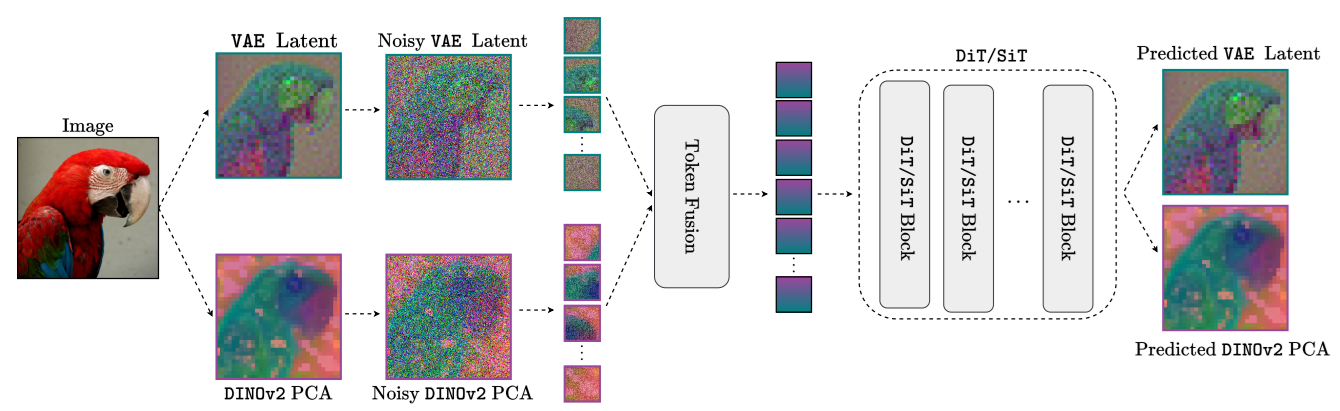 Image
VAE Latent
Noisy VAE Latent
DINOv2 PCA
Noisy DINOv2 PCA
Token Fusion
DiT/SiT
DiT/SiT Block
DiT/SiT Block
...
DiT/SiT Block
Predicted VAE Latent
Predicted DINOv2 PCA